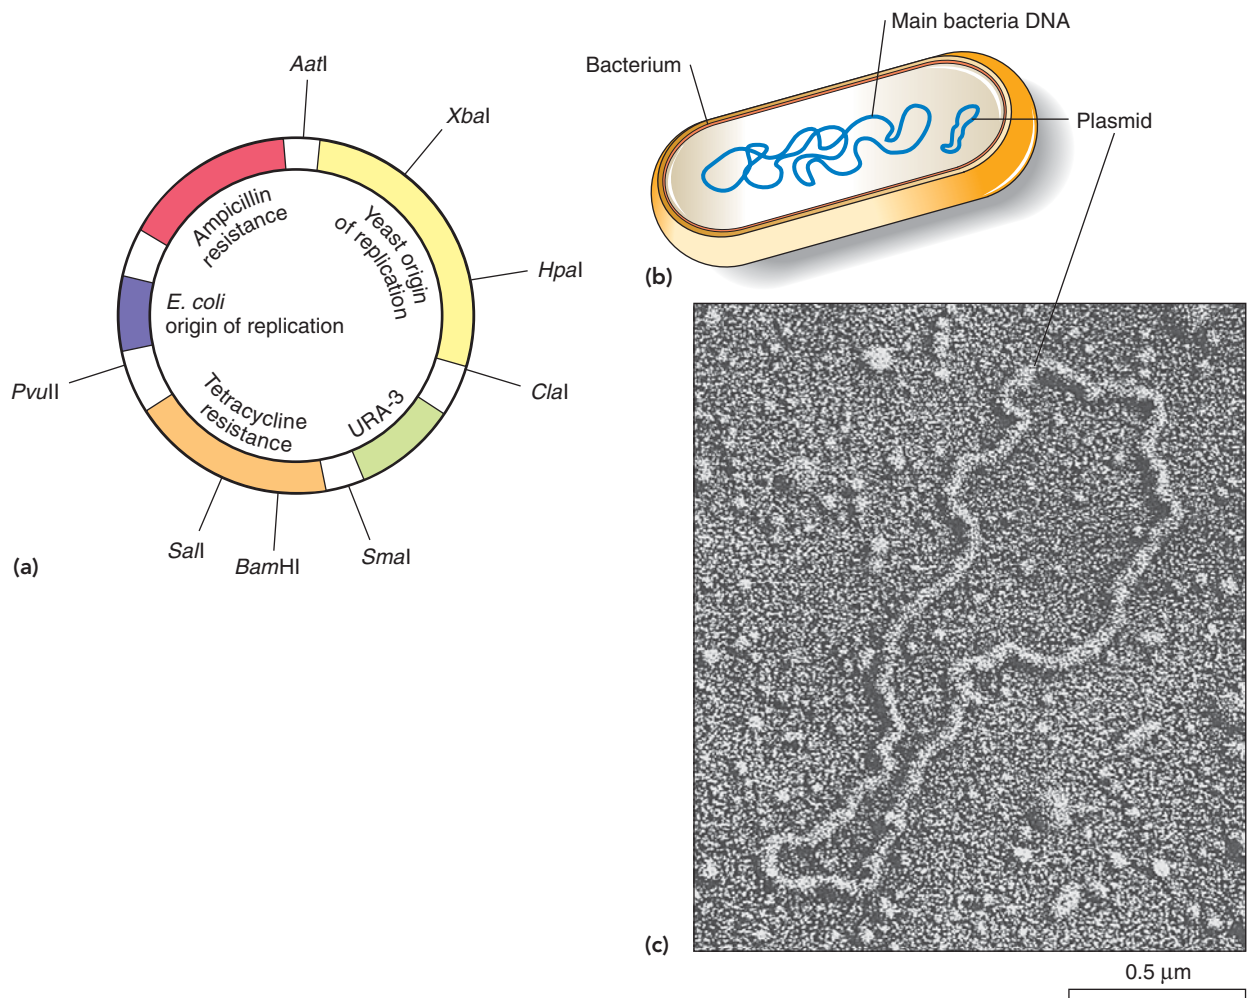 AatI
XbaI
HpaI
ClaI
SmaI
BamHI
SalI
PvuII
Ampicillin
resistance
Yeast origin
of replication
E. coli
origin of replication
Tetracycline
resistance
URA-3
(a)
Main bacteria DNA
Bacterium
Plasmid
(b)
(c)
0.5 µm